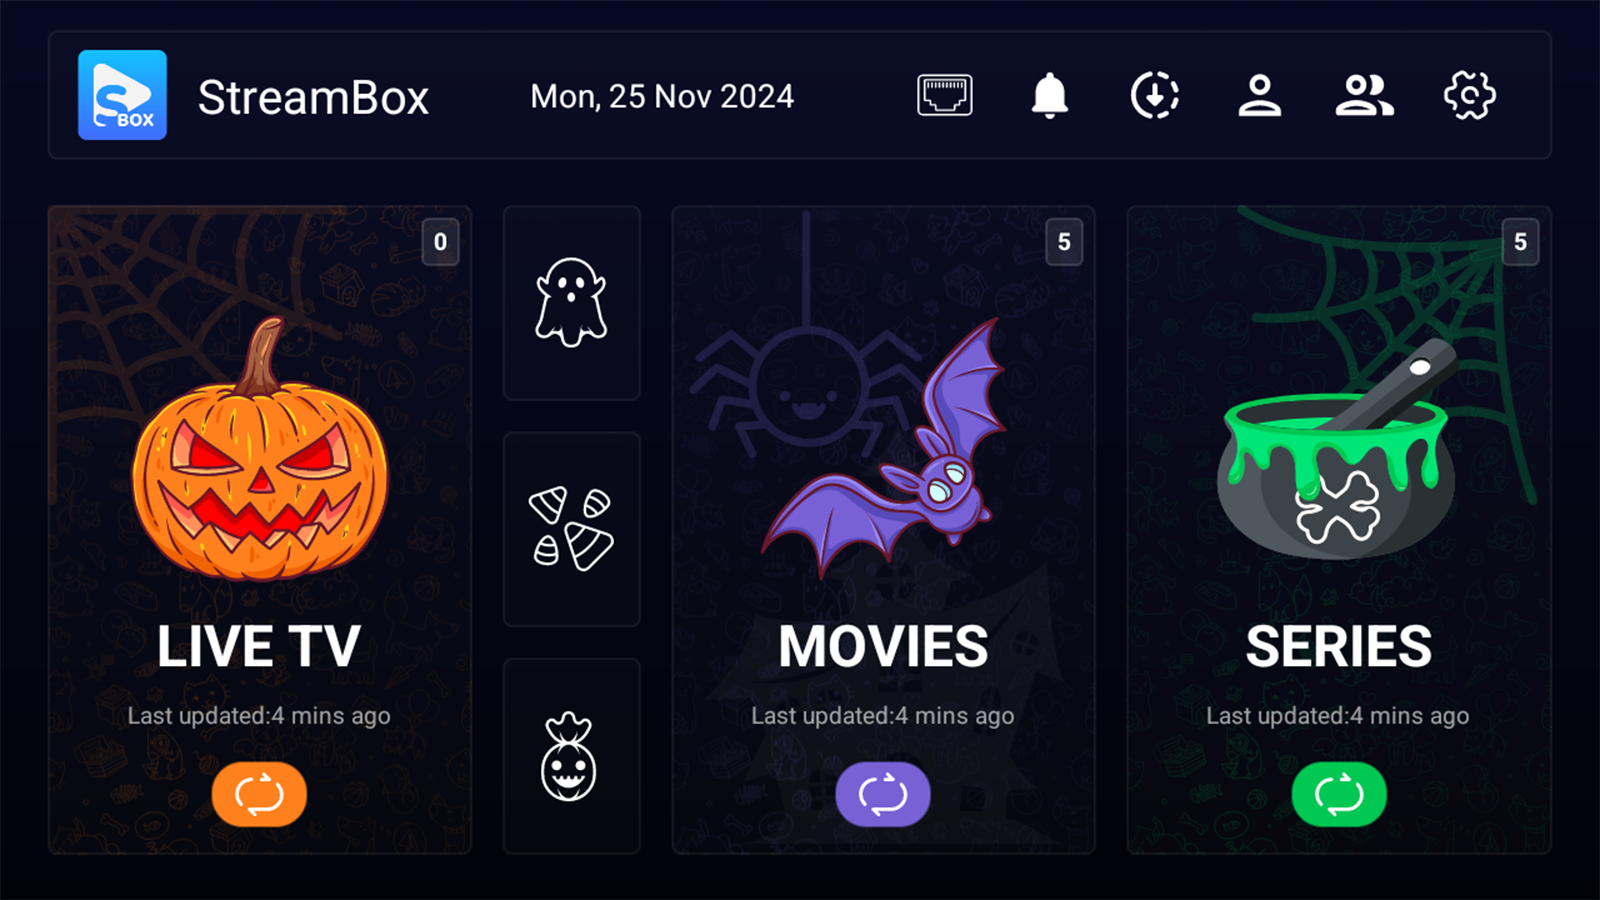 S
BOX
StreamBox
Mon, 25 Nov 2024
0
5
5
LIVE TV
MOVIES
SERIES
Last updated:4 mins ago
Last updated:4 mins ago
Last updated:4 mins ago